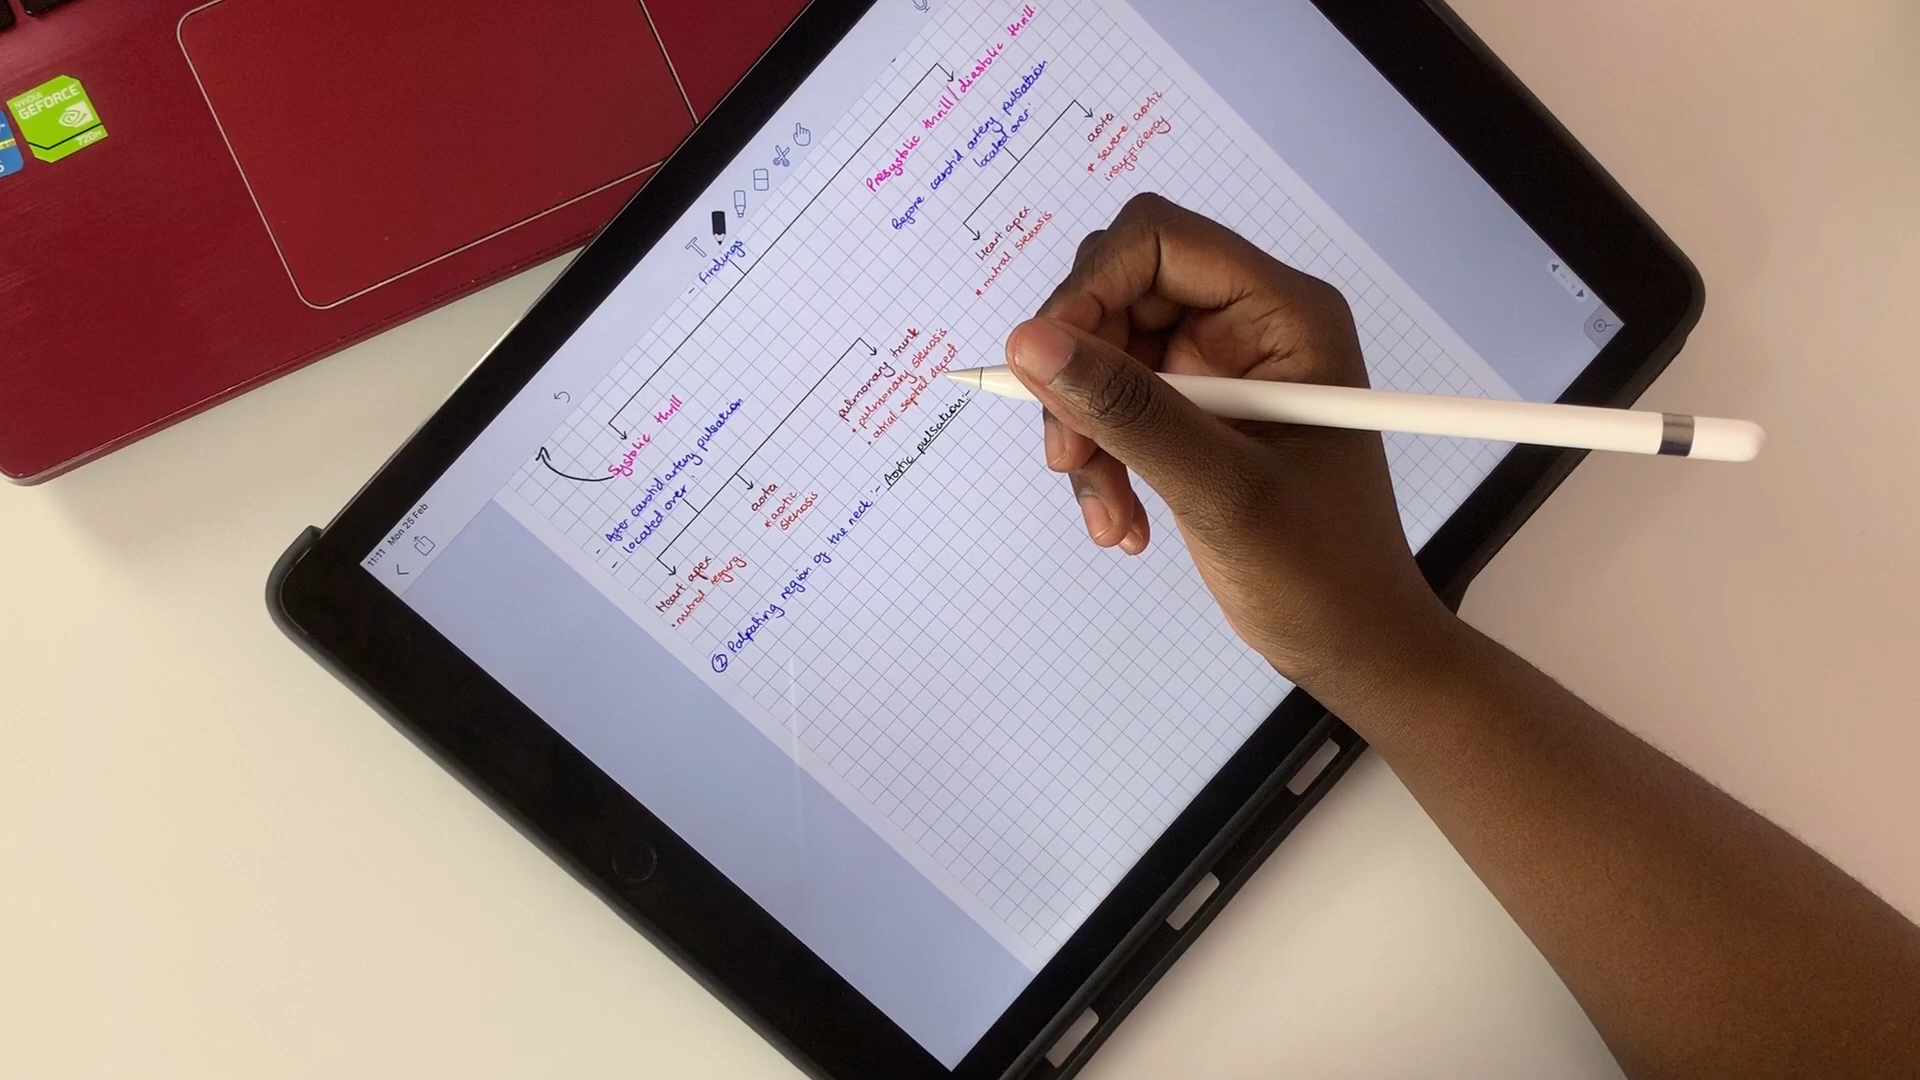 NVIDIA
GEFORCE
720M
11:11 Mon 25 Feb
T
- Findings
Systolic thrill
- After carotid artery pulsation
- located over:
Heart apex
• mitral regurg:
aorta
* aortic
stenosis
pulmonary trunk
• pulmonary stenosis
• atrial septal defect
Presystolic thrill/diastolic thrill.
Before carotid artery pulsation
located over:
Heart apex
* mitral stenosis
aorta
* severe aortic
insufficiency
② Palpating region of the neck:- Aortic pulsation:-